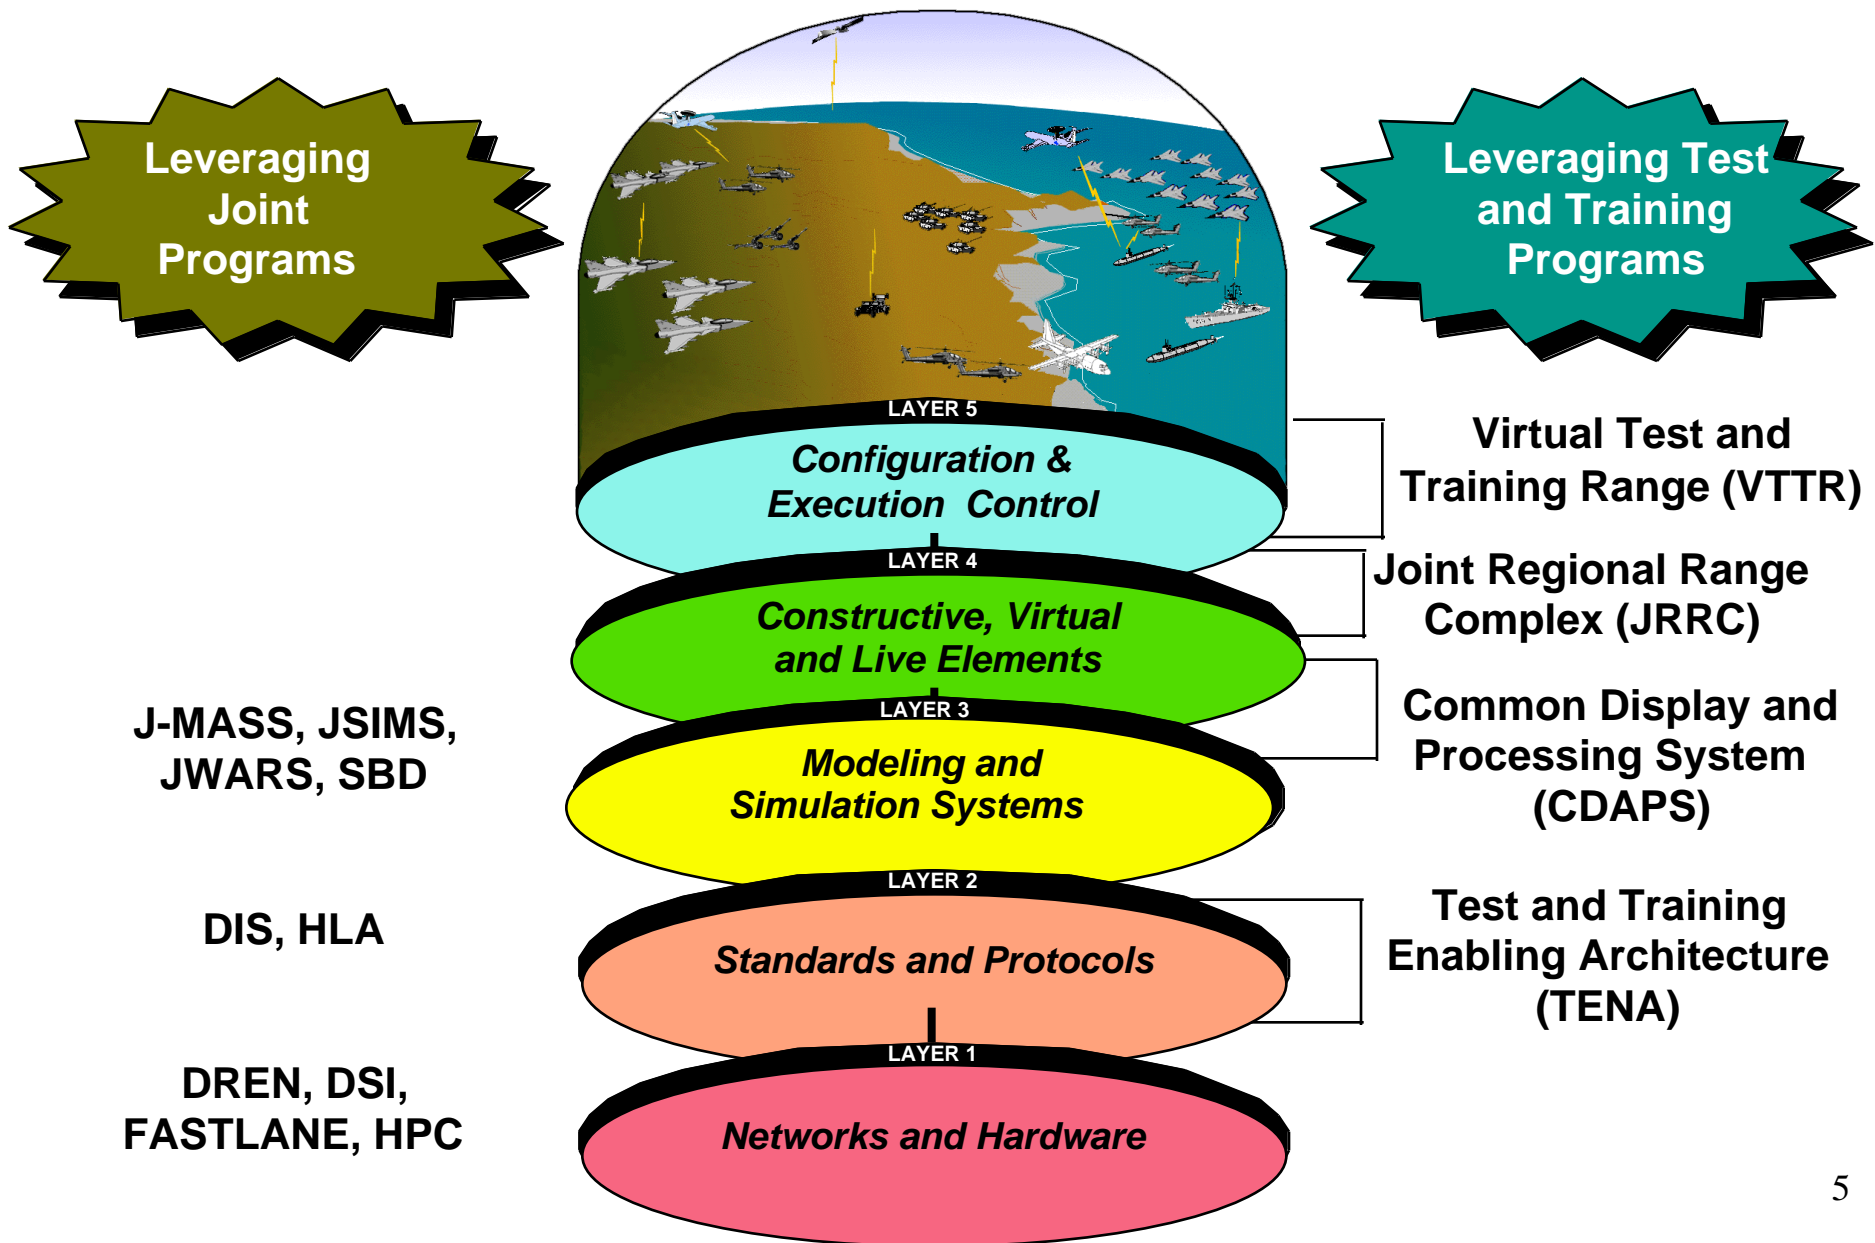 Leveraging
Joint
Programs
Leveraging Test
and Training
Programs
LAYER 5
Configuration &
Execution Control
Virtual Test and
Training Range (VTTR)
LAYER 4
Constructive, Virtual
and Live Elements
Joint Regional Range
Complex (JRRC)
J-MASS, JSIMS,
JWARS, SBD
LAYER 3
Modeling and
Simulation Systems
Common Display and
Processing System
(CDAPS)
DIS, HLA
LAYER 2
Standards and Protocols
Test and Training
Enabling Architecture
(TENA)
DREN, DSI,
FASTLANE, HPC
LAYER 1
Networks and Hardware
5